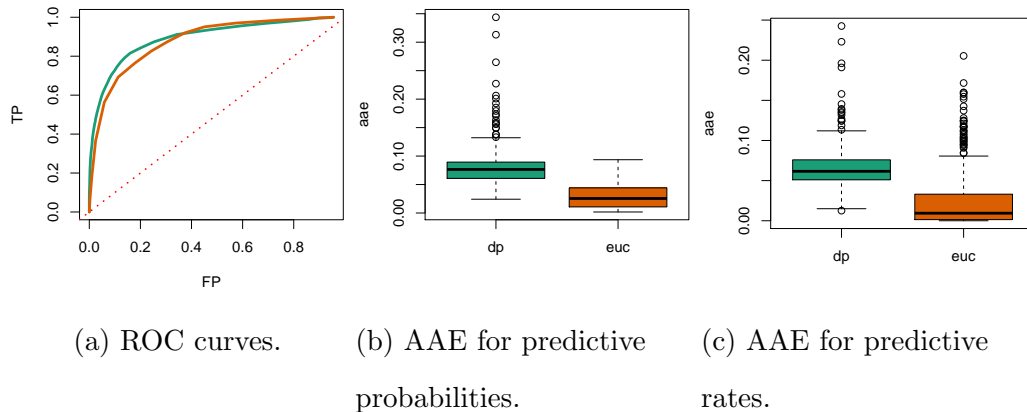 1.0
0.8
0.6
0.4
0.2
0.0
TP
0.0 0.2 0.4 0.6 0.8
FP
0.30
0.20
0.10
0.00
aae
dp euc
0.20
0.10
0.00
aae
dp euc
(a) ROC curves.
(b) AAE for predictive
probabilities.
(c) AAE for predictive
rates.